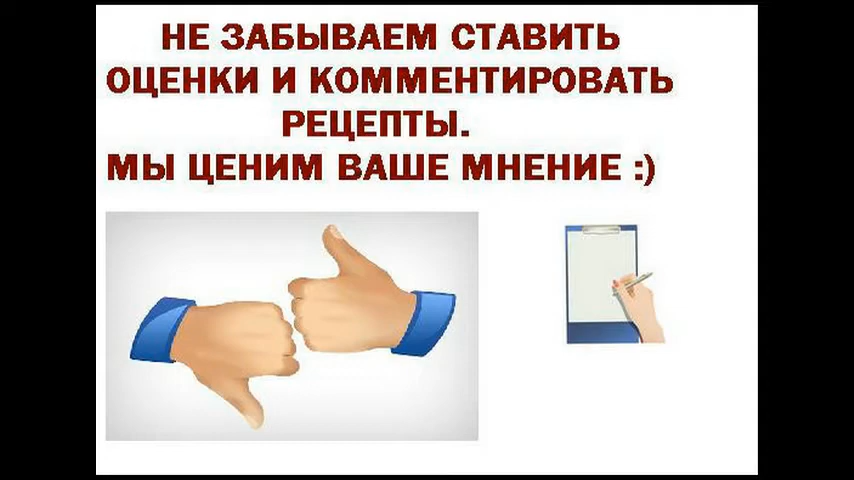 НЕ ЗАБЫВАЕМ СТАВИТЬ
ОЦЕНКИ И КОММЕНТИРОВАТЬ
РЕЦЕПТЫ.
МЫ ЦЕНИМ ВАШЕ МНЕНИЕ :)